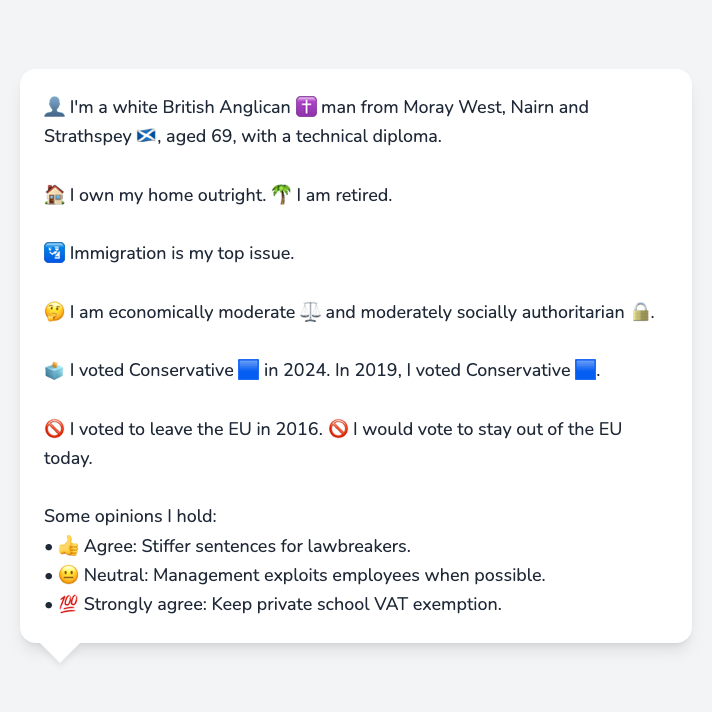 👤 I'm a white British Anglican ✝️ man from Moray West, Nairn and
Strathspey 🏴󠁧󠁢󠁳󠁣󠁴󠁿, aged 69, with a technical diploma.
🏠 I own my home outright. 🌴 I am retired.
🛂 Immigration is my top issue.
🤔 I am economically moderate ⚖️ and moderately socially authoritarian 🔒.
🗳️ I voted Conservative 🟦 in 2024. In 2019, I voted Conservative 🟦.
🚫 I voted to leave the EU in 2016. 🚫 I would vote to stay out of the EU
today.
Some opinions I hold:
• 👍 Agree: Stiffer sentences for lawbreakers.
• 😐 Neutral: Management exploits employees when possible.
• 💯 Strongly agree: Keep private school VAT exemption.